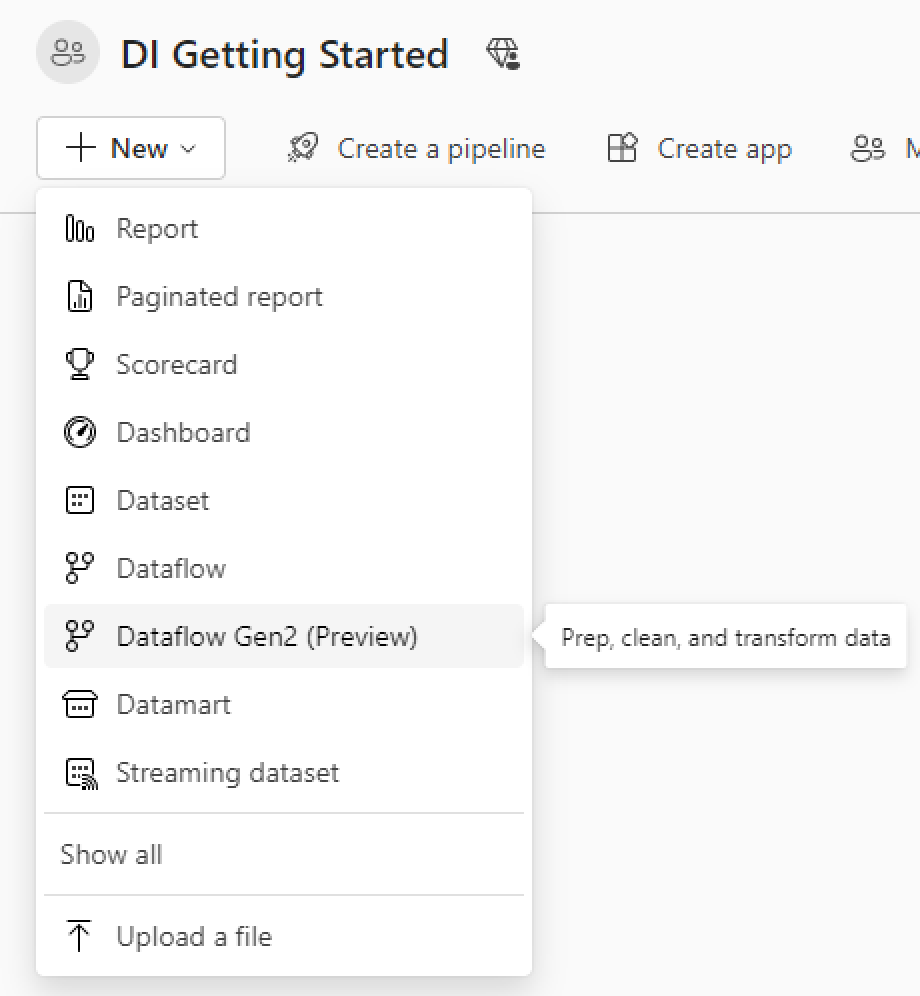 DI Getting Started
New
Create a pipeline
Create app
M
Report
Paginated report
Scorecard
Dashboard
Dataset
Dataflow
Dataflow Gen2 (Preview)
Prep, clean, and transform data
Datamart
Streaming dataset
Show all
Upload a file